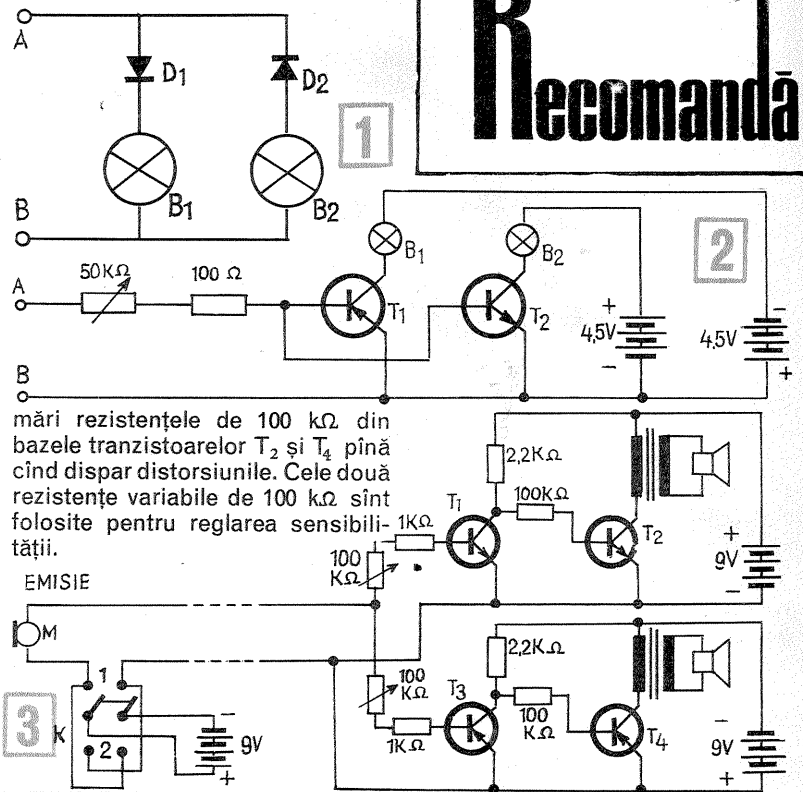 A
D1
D2
1
Recomandă
B
B1
B2
2
50KΩ
100 Ω
A
T1
B1
T2
B2
+
4,5V
−
−
4,5V
+
B
mări rezistențele de 100 kΩ din
bazele tranzistoarelor T₂ și T₄ pînă
cînd dispar distorsiunile. Cele două
rezistențe variabile de 100 kΩ sînt
folosite pentru reglarea sensibili-
tății.
EMISIE
M
1
2
K
3
−
9V
+
100
KΩ
1KΩ
T1
2,2KΩ
100KΩ
T2
+
9V
−
100
KΩ
1KΩ
T3
2,2KΩ
100
KΩ
T4
−
9V
+